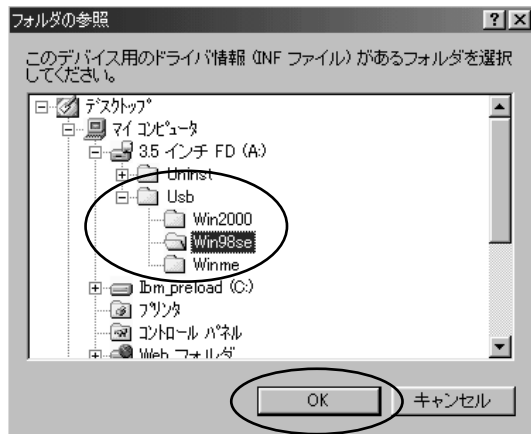 フォルダの参照
このデバイス用のドライバ情報 (INF ファイル) があるフォルダを選択
してください。
デスクトップ
マイ コンピュータ
3.5 インチ FD (A:)
Uninst
Usb
Win2000
Win98se
Winme
Ibm_preload (C:)
プリンタ
コントロール パネル
Web フォルダ
OK
キャンセル